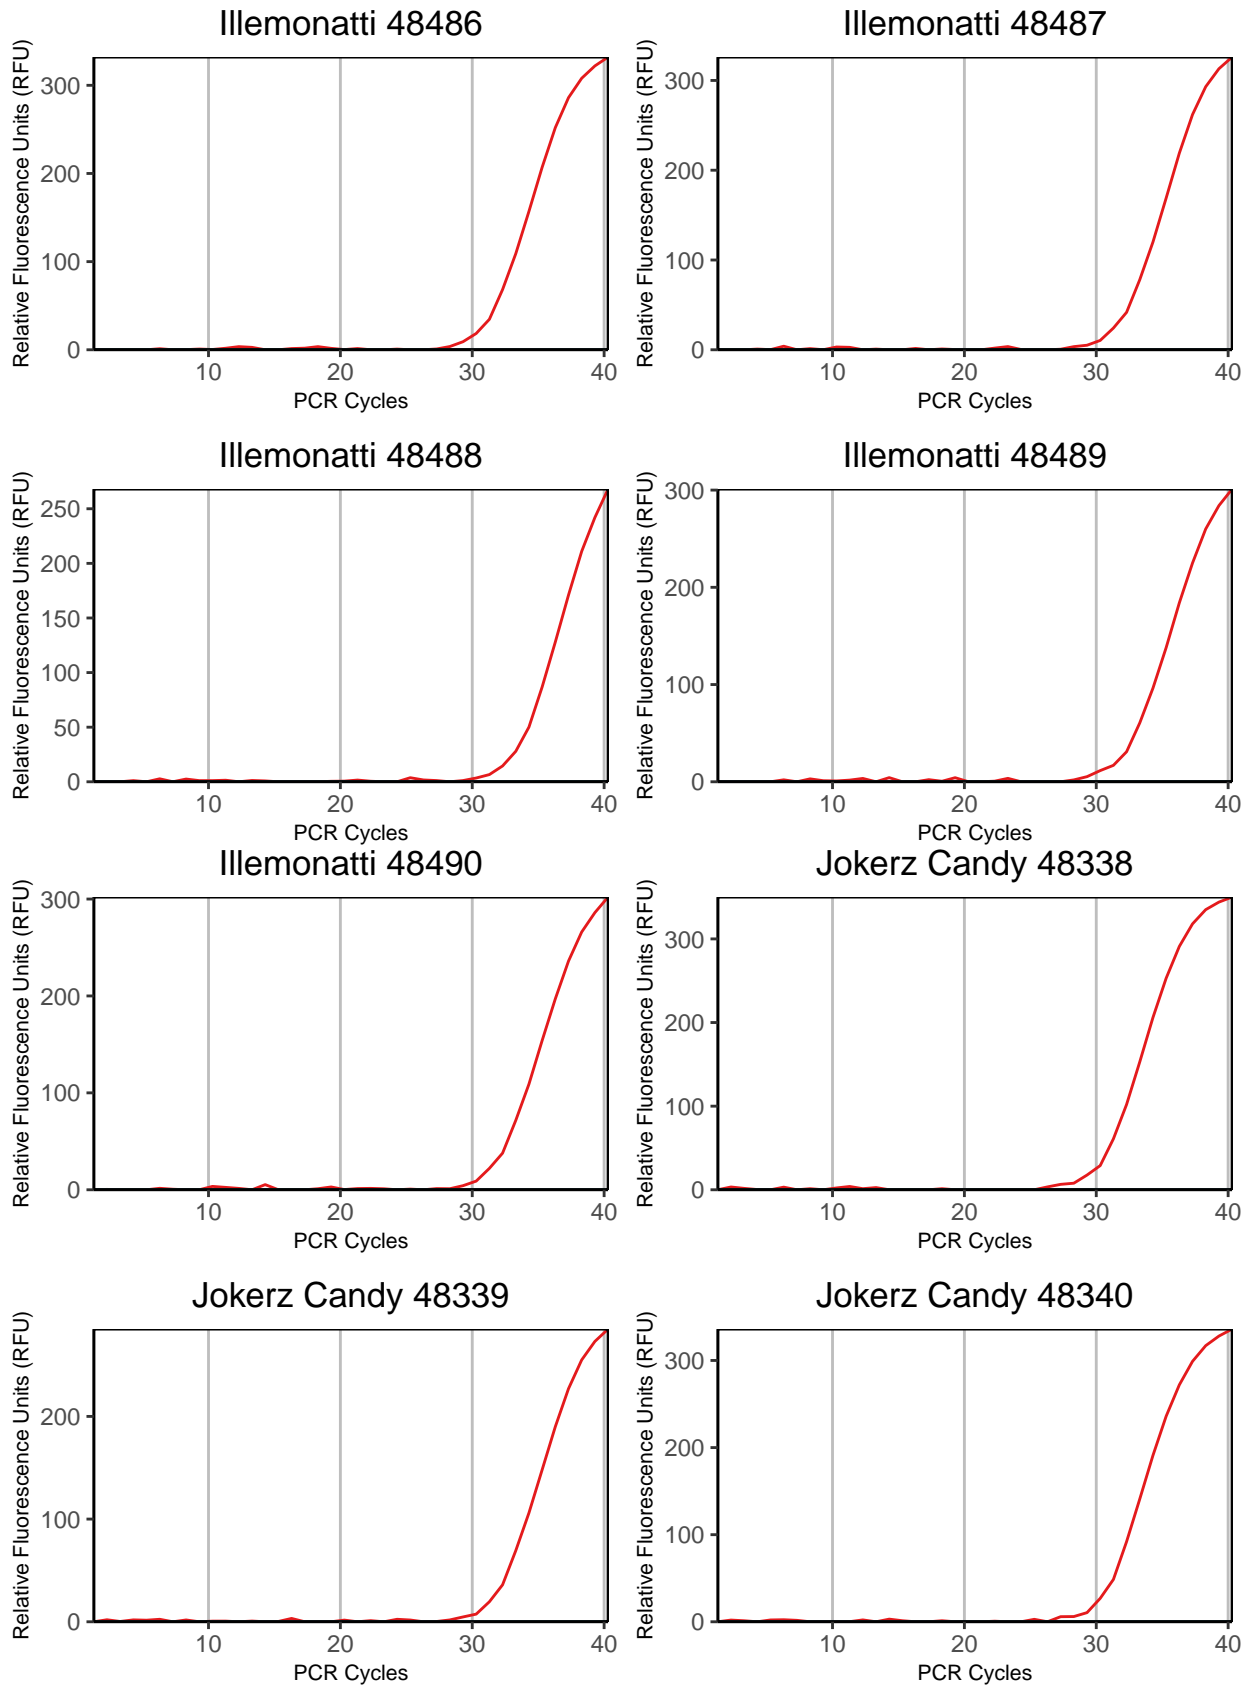 Illemonatti 48486
Relative Fluorescence Units (RFU)
300
200
100
0
10 20 30 40
PCR Cycles
Illemonatti 48487
Relative Fluorescence Units (RFU)
300
200
100
0
10 20 30 40
PCR Cycles
Illemonatti 48488
Relative Fluorescence Units (RFU)
250
200
150
100
50
0
10 20 30 40
PCR Cycles
Illemonatti 48489
Relative Fluorescence Units (RFU)
300
200
100
0
10 20 30 40
PCR Cycles
Illemonatti 48490
Relative Fluorescence Units (RFU)
300
200
100
0
10 20 30 40
PCR Cycles
Jokerz Candy 48338
Relative Fluorescence Units (RFU)
300
200
100
0
10 20 30 40
PCR Cycles
Jokerz Candy 48339
Relative Fluorescence Units (RFU)
200
100
0
10 20 30 40
PCR Cycles
Jokerz Candy 48340
Relative Fluorescence Units (RFU)
300
200
100
0
10 20 30 40
PCR Cycles